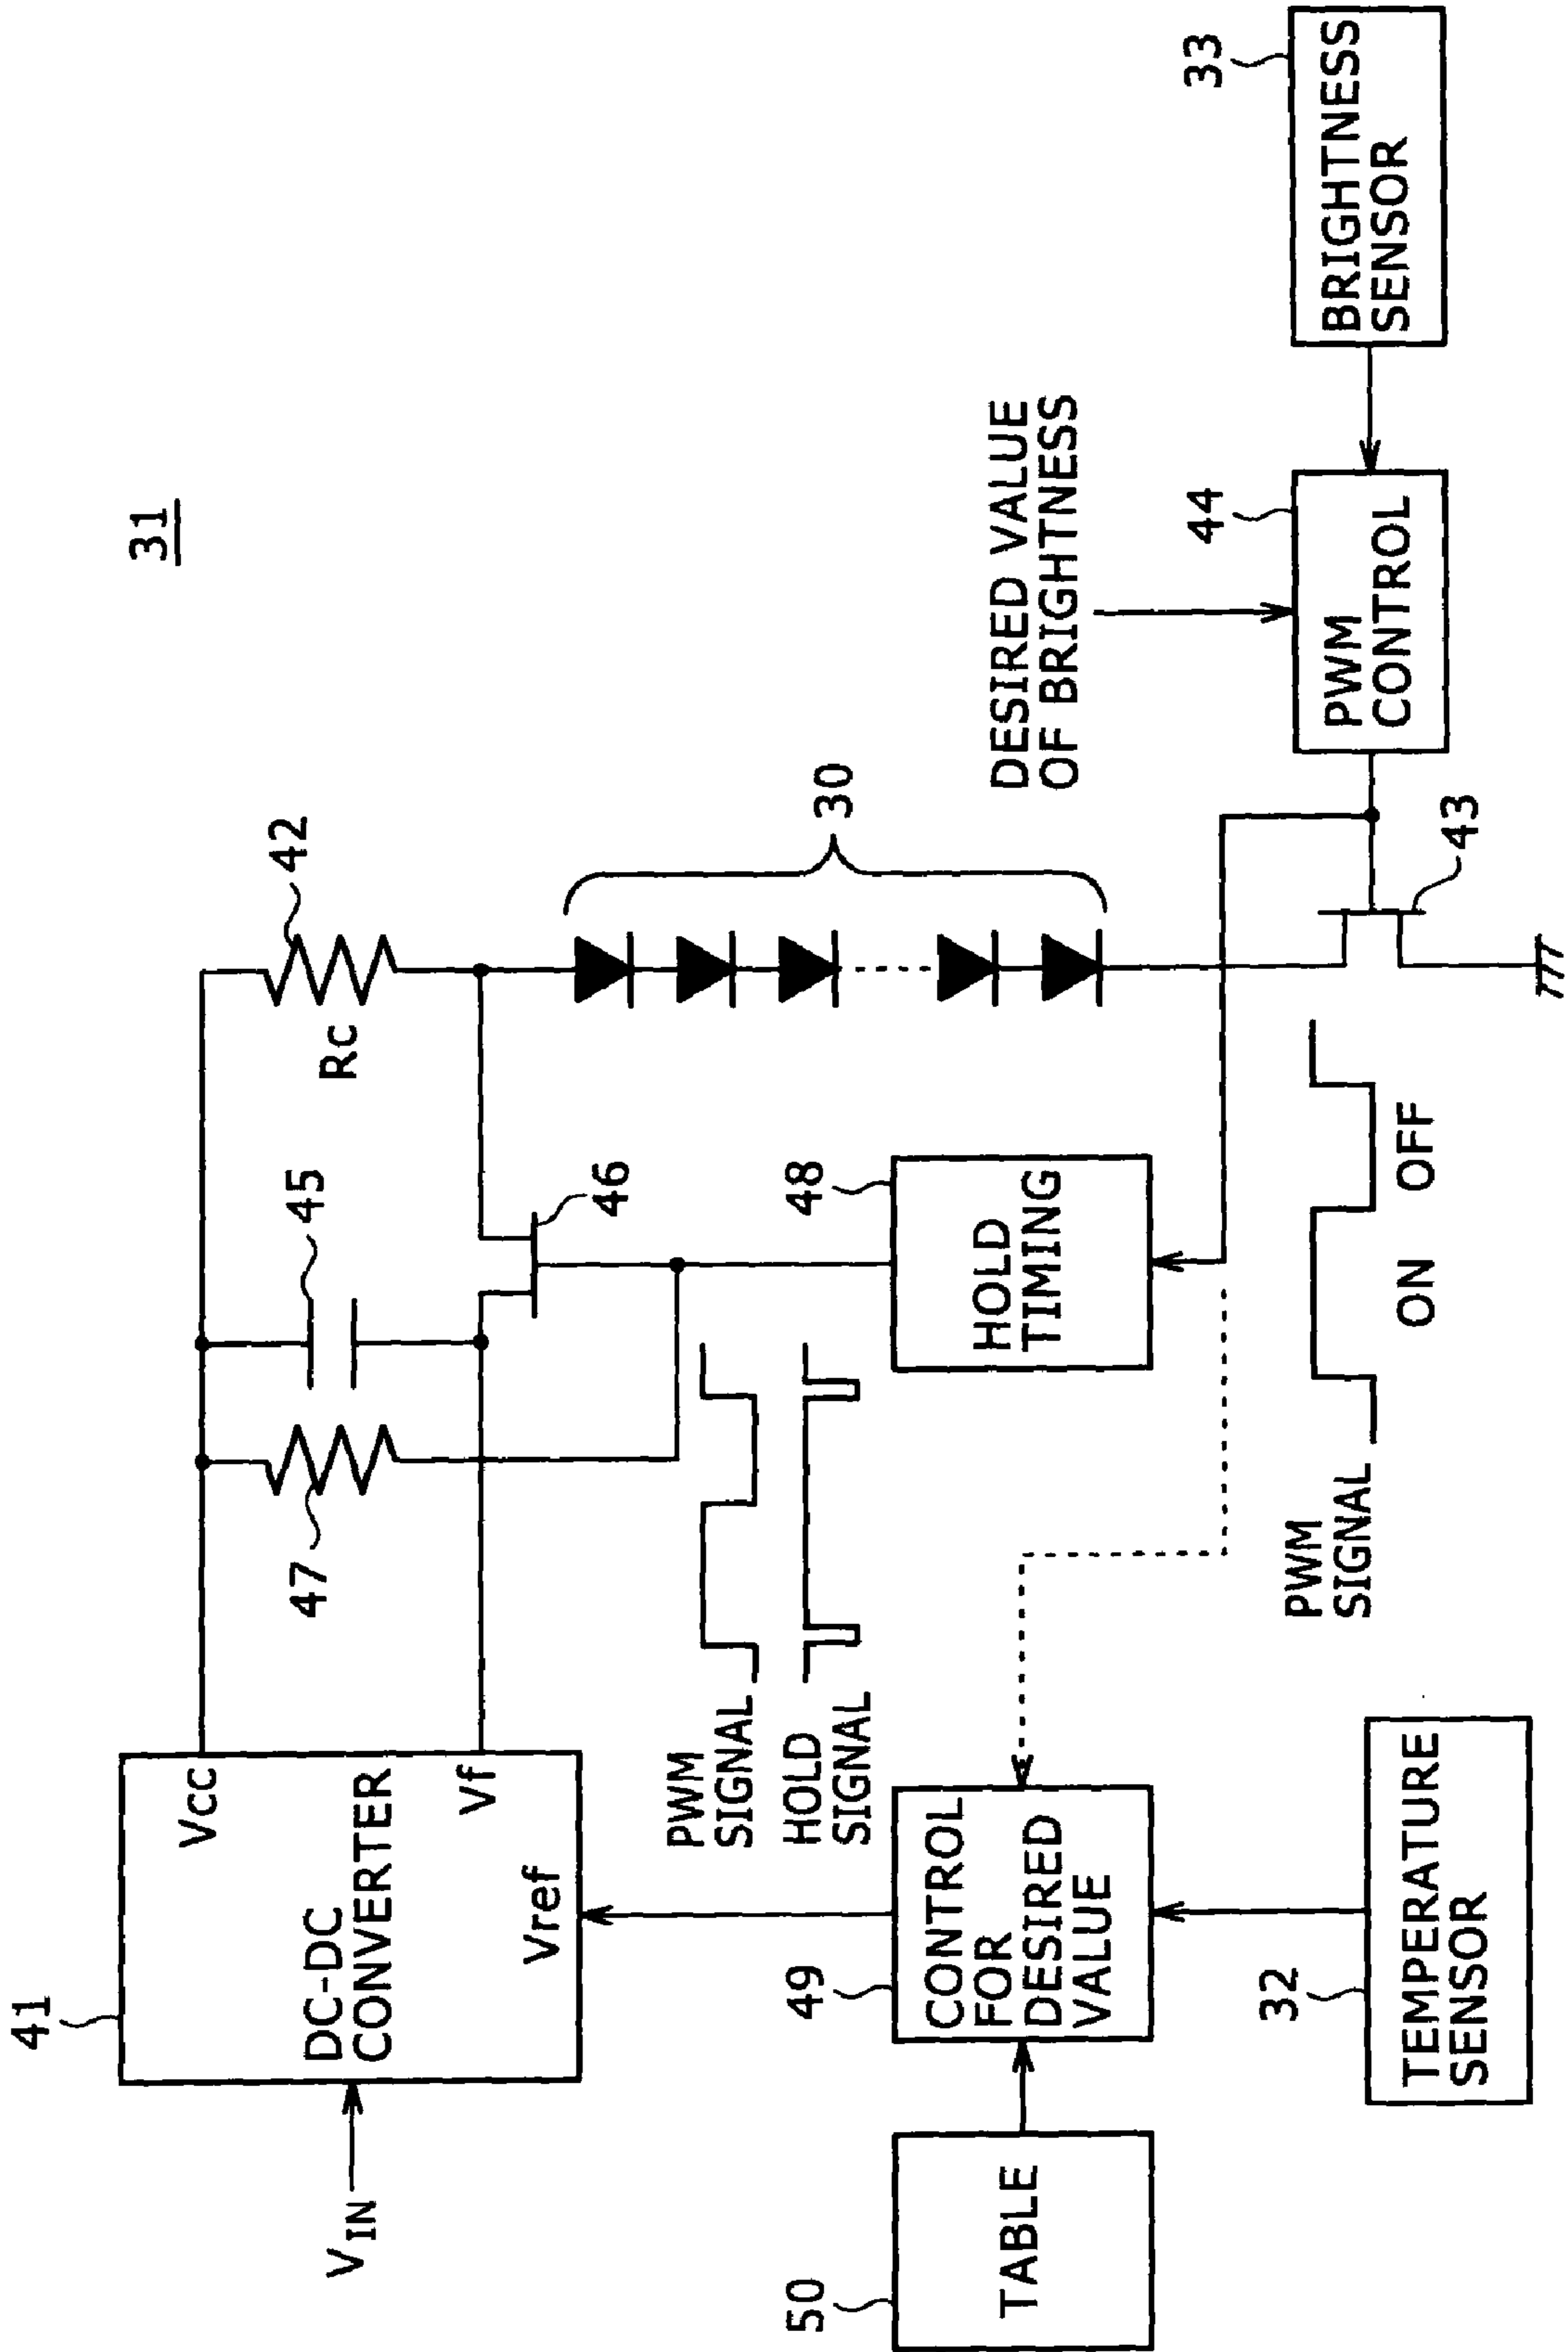 31
41
VIN
DC-DC
CONVERTER
Vcc
Vf
Vref
47
45
42
Rc
46
30
PWM
SIGNAL
HOLD
SIGNAL
48
HOLD
TIMING
DESIRED VALUE
OF BRIGHTNESS
50
TABLE
49
CONTROL
FOR
DESIRED
VALUE
32
TEMPERATURE
SENSOR
PWM
SIGNAL
ON
OFF
43
44
PWM
CONTROL
33
BRIGHTNESS
SENSOR